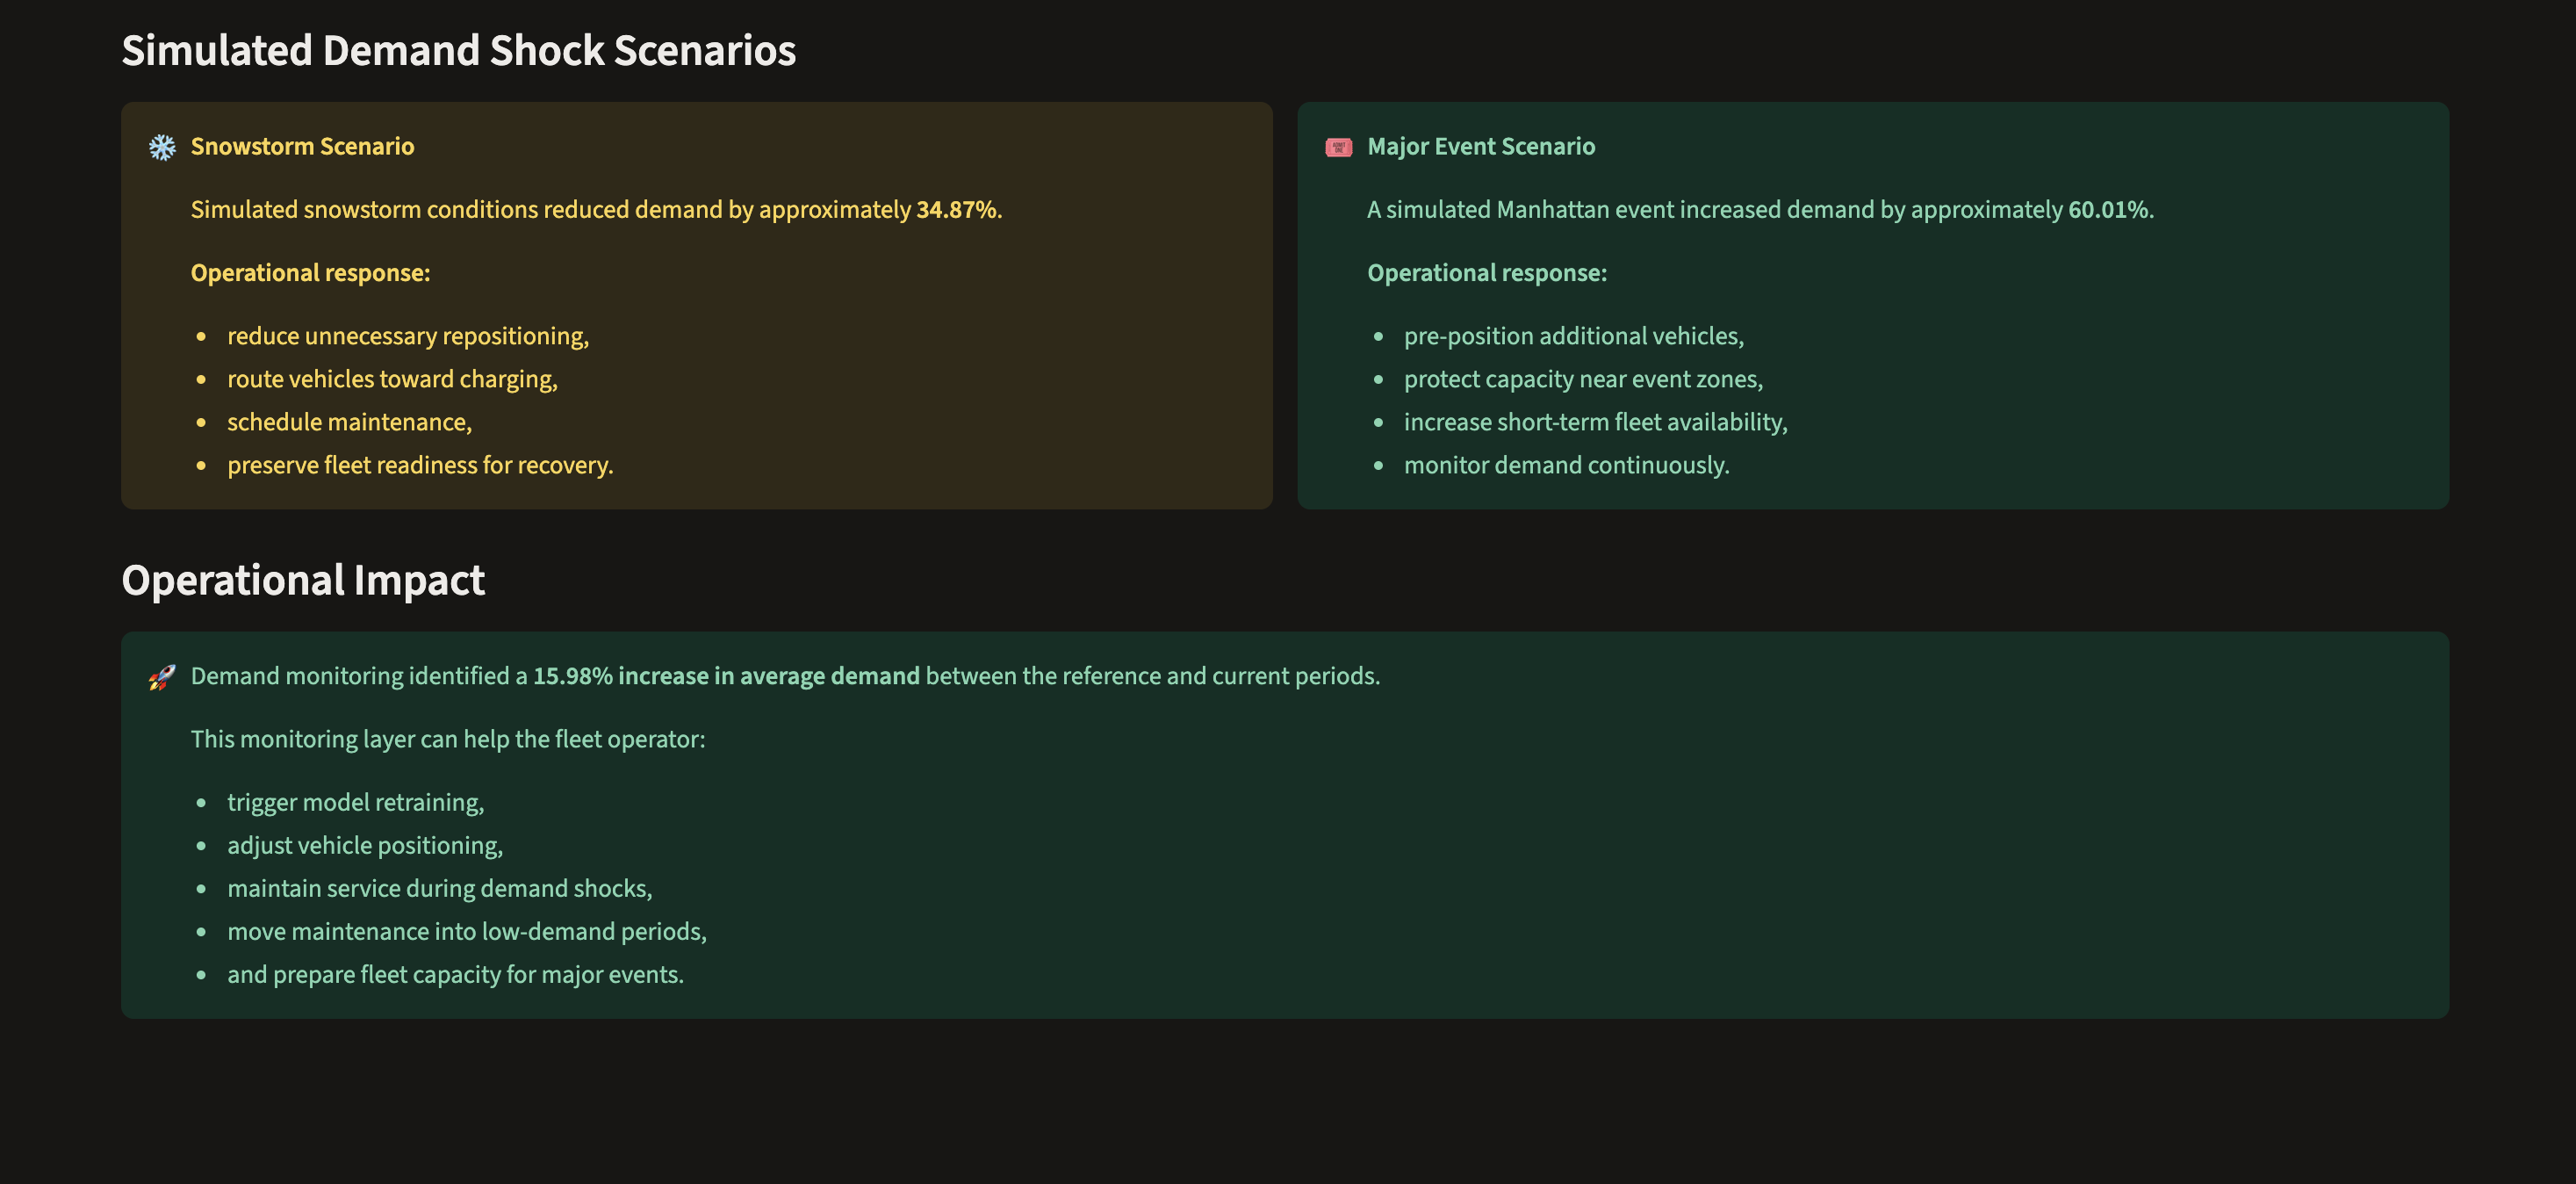 Simulated Demand Shock Scenarios
Snowstorm Scenario
Simulated snowstorm conditions reduced demand by approximately 34.87%.
Operational response:
• reduce unnecessary repositioning,
• route vehicles toward charging,
• schedule maintenance,
• preserve fleet readiness for recovery.
ADMIT
ONE
Major Event Scenario
A simulated Manhattan event increased demand by approximately 60.01%.
Operational response:
• pre-position additional vehicles,
• protect capacity near event zones,
• increase short-term fleet availability,
• monitor demand continuously.
Operational Impact
Demand monitoring identified a 15.98% increase in average demand between the reference and current periods.
This monitoring layer can help the fleet operator:
• trigger model retraining,
• adjust vehicle positioning,
• maintain service during demand shocks,
• move maintenance into low-demand periods,
• and prepare fleet capacity for major events.